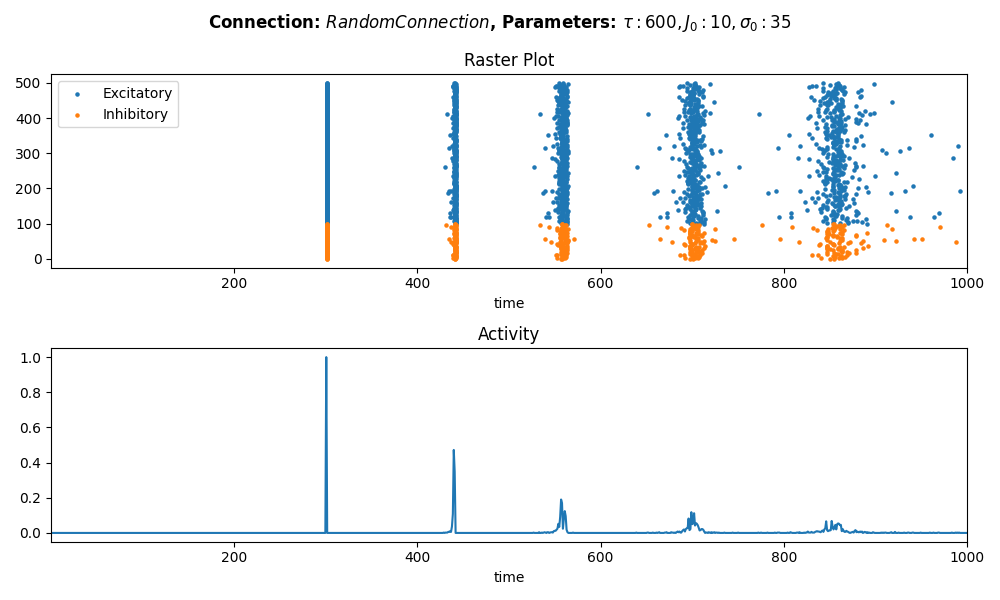 Connection: RandomConnection, Parameters: τ : 600, J₀ : 10, σ₀ : 35
Raster Plot
500
400
300
200
100
0
Excitatory
Inhibitory
200 400 600 800 1000
time
Activity
1.0
0.8
0.6
0.4
0.2
0.0
200 400 600 800 1000
time